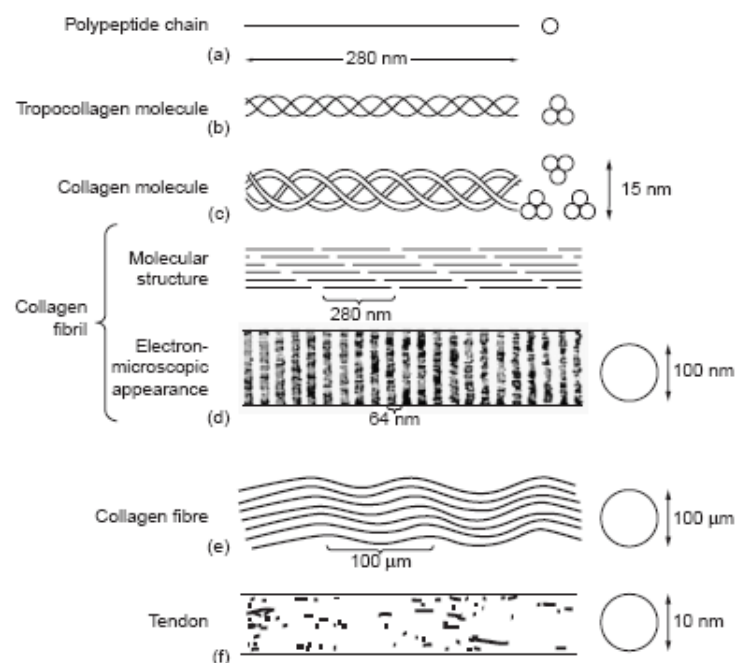 Polypeptide chain
(a)
280 nm
Tropocollagen molecule
(b)
Collagen molecule
(c)
15 nm
Collagen
fibril
Molecular
structure
280 nm
Electron-
microscopic
appearance
(d)
64 nm
100 nm
Collagen fibre
(e)
100 µm
100 µm
Tendon
(f)
10 nm